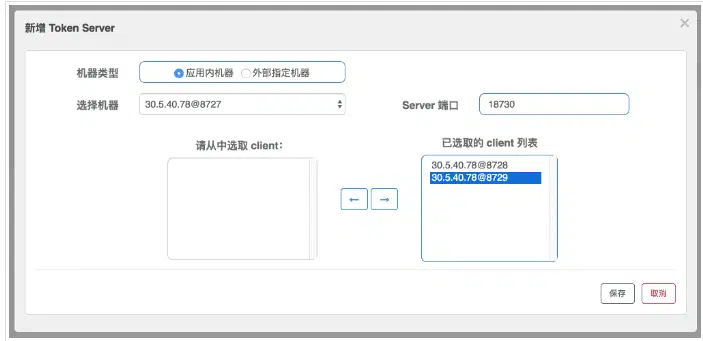 新增 Token Server
×
机器类型 应用内机器 外部指定机器
选择机器 30.5.40.78@8727 Server 端口 18730
请从中选取 client： 已选取的 client 列表
30.5.40.78@8728
30.5.40.78@8729
← →
保存 取消